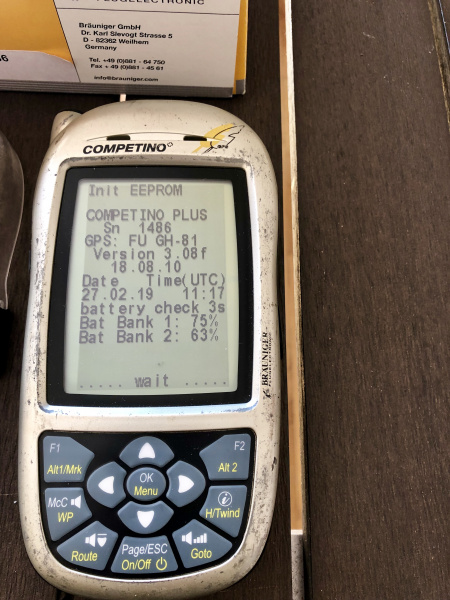 FLUGELECTRONIC
Bräuniger GmbH
Dr. Karl Slevogt Strasse 5
D - 82362 Weilheim
Germany
Tel. +49 (0)881 - 64 750
Fax + 49 (0)881 - 45 61
info@brauniger.com
COMPETINO+
GPS
Init EEPROM
COMPETINO PLUS
Sn 1486
GPS: FU GH-81
Version 3.08f
18.08.10
Date Time(UTC)
27.02.19 11:17
battery check 3s
Bat Bank 1: 75%
Bat Bank 2: 63%
..... wait .....
BRÄUNIGER
F1
Alt1/Mrk
F2
Alt 2
OK
Menu
McC
WP
H/Twind
Route
Page/ESC
On/Off
Goto